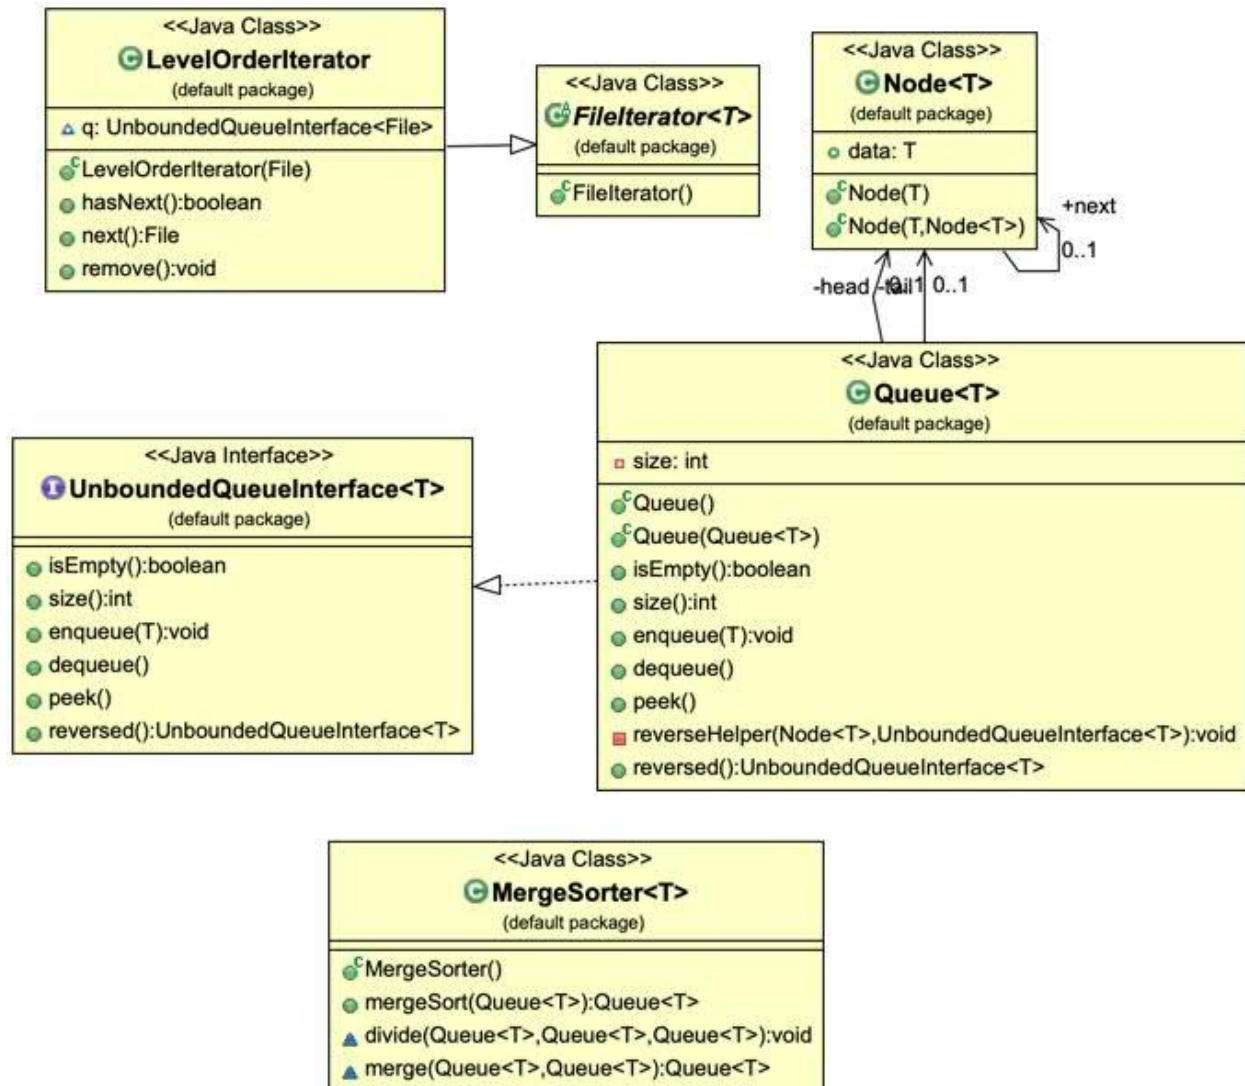 <<Java Class>>
LevelOrderIterator
(default package)
q: UnboundedQueueInterface<File>
LevelOrderIterator(File)
hasNext():boolean
next():File
remove():void
<<Java Class>>
FileIterator<T>
(default package)
FileIterator()
<<Java Class>>
Node<T>
(default package)
data: T
Node(T)
Node(T,Node<T>)
+next
0..1
-head
-tail
0..1
0..1
<<Java Class>>
Queue<T>
(default package)
size: int
Queue()
Queue(Queue<T>)
isEmpty():boolean
size():int
enqueue(T):void
dequeue()
peek()
reverseHelper(Node<T>,UnboundedQueueInterface<T>):void
reversed():UnboundedQueueInterface<T>
<<Java Interface>>
UnboundedQueueInterface<T>
(default package)
isEmpty():boolean
size():int
enqueue(T):void
dequeue()
peek()
reversed():UnboundedQueueInterface<T>
<<Java Class>>
MergeSorter<T>
(default package)
MergeSorter()
mergeSort(Queue<T>):Queue<T>
divide(Queue<T>,Queue<T>,Queue<T>):void
merge(Queue<T>,Queue<T>):Queue<T>